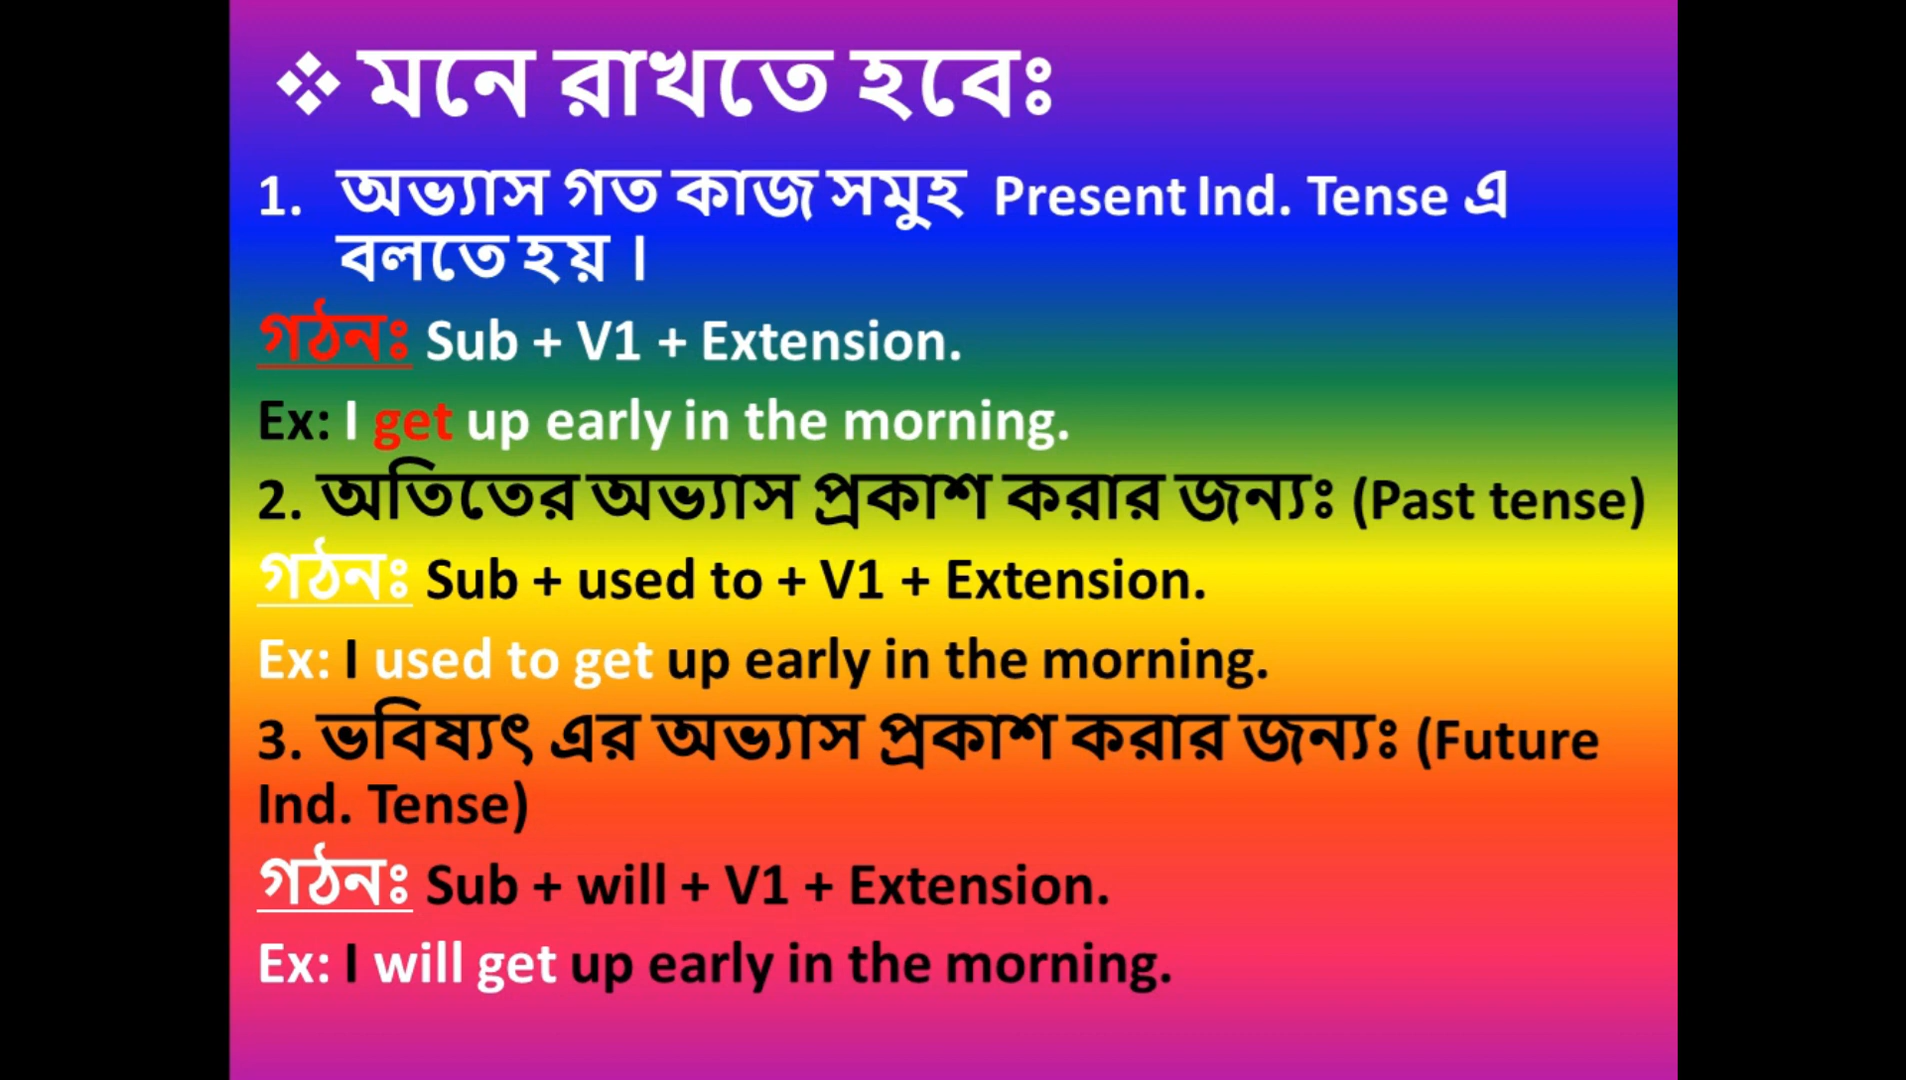 ❖ মনে রাখতে হবেঃ
1. অভ্যাস গত কাজ সমুহ Present Ind. Tense এ
বলতে হয় ।
গঠনঃ Sub + V1 + Extension.
Ex: I get up early in the morning.
2. অতিতের অভ্যাস প্রকাশ করার জন্যঃ (Past tense)
গঠনঃ Sub + used to + V1 + Extension.
Ex: I used to get up early in the morning.
3. ভবিষ্যৎ এর অভ্যাস প্রকাশ করার জন্যঃ (Future
Ind. Tense)
গঠনঃ Sub + will + V1 + Extension.
Ex: I will get up early in the morning.